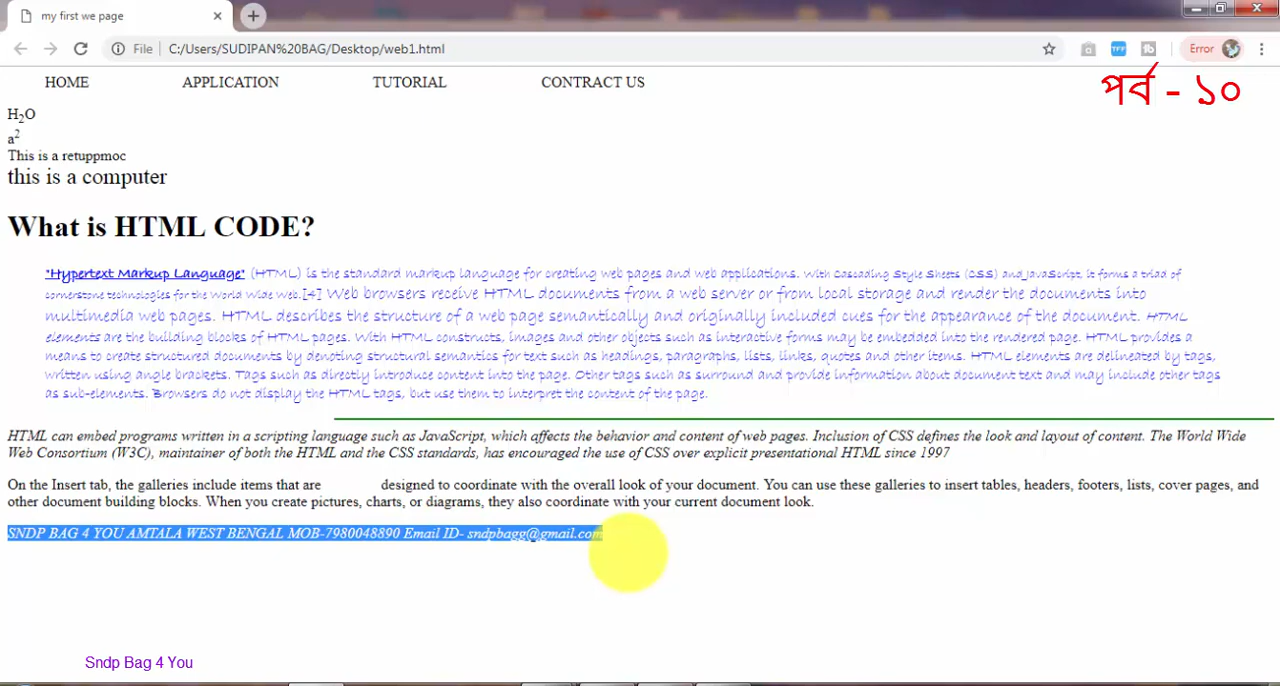 my first we page
File C:/Users/SUDIPAN%20BAG/Desktop/web1.html Error
HOME APPLICATION TUTORIAL CONTRACT US
পর্ব - ১০
H2O
a2
This is a retuppmoc
this is a computer
What is HTML CODE?
"Hypertext Markup Language" (HTML) is the standard markup language for creating web pages and web applications. With Cascading Style Sheets (CSS) and JavaScript, it forms a triad of
cornerstone technologies for the World Wide Web.[4] Web browsers receive HTML documents from a web server or from local storage and render the documents into
multimedia web pages. HTML describes the structure of a web page semantically and originally included cues for the appearance of the document. HTML
elements are the building blocks of HTML pages. With HTML constructs, images and other objects such as interactive forms may be embedded into the rendered page. HTML provides a
means to create structured documents by denoting structural semantics for text such as headings, paragraphs, lists, links, quotes and other items. HTML elements are delineated by tags,
written using angle brackets. Tags such as directly introduce content into the page. Other tags such as surround and provide information about document text and may include other tags
as sub-elements. Browsers do not display the HTML tags, but use them to interpret the content of the page.
HTML can embed programs written in a scripting language such as JavaScript, which affects the behavior and content of web pages. Inclusion of CSS defines the look and layout of content. The World Wide
Web Consortium (W3C), maintainer of both the HTML and the CSS standards, has encouraged the use of CSS over explicit presentational HTML since 1997
On the Insert tab, the galleries include items that are designed to coordinate with the overall look of your document. You can use these galleries to insert tables, headers, footers, lists, cover pages, and
other document building blocks. When you create pictures, charts, or diagrams, they also coordinate with your current document look.
SNDP BAG 4 YOU AMTALA WEST BENGAL MOB-7980048890 Email ID- sndpbagg@gmail.com
Sndp Bag 4 You